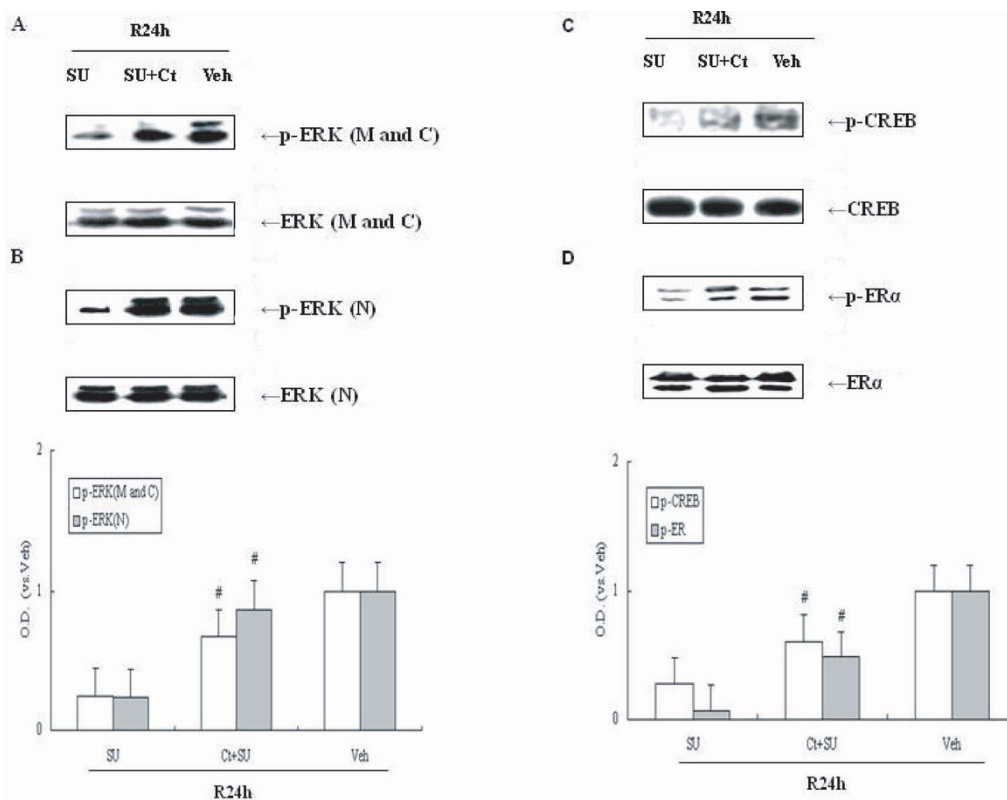 A
R24h
SU SU+Ct Veh
←p-ERK (M and C)
←ERK (M and C)
B
←p-ERK (N)
←ERK (N)
2
1
0
O.D. (vs.Veh)
p-ERK(M and C)
p-ERK(N)
# #
SU Ct+SU Veh
R24h
C
R24h
SU SU+Ct Veh
←p-CREB
←CREB
D
←p-ERα
←ERα
2
1
0
O.D. (vs.Veh)
p-CREB
p-ER
# #
SU Ct+SU Veh
R24h